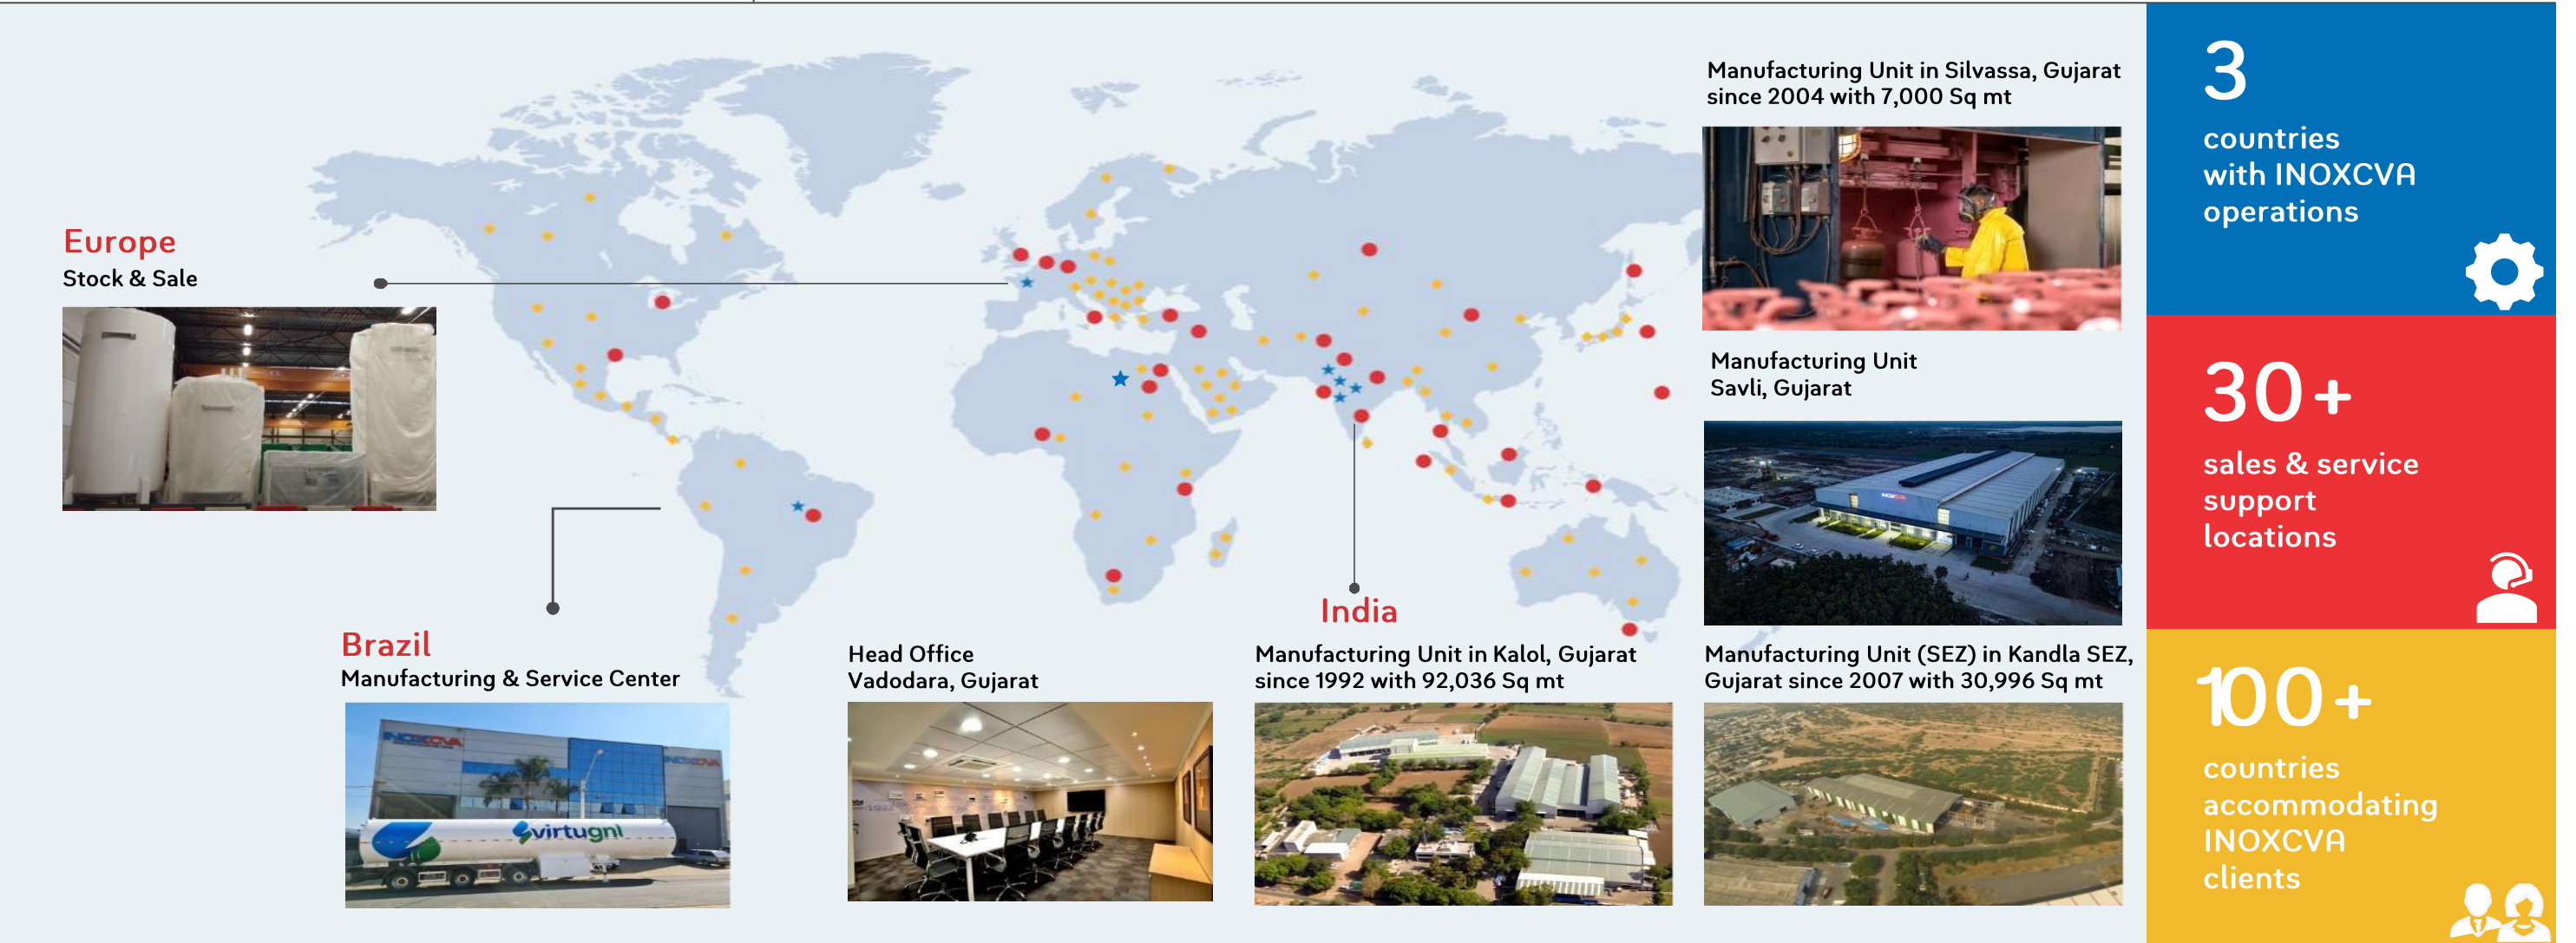 Manufacturing Unit in Silvassa, Gujarat
since 2004 with 7,000 Sq mt
3
countries
with INOXCVA
operations
Europe
Stock & Sale
Manufacturing Unit
Savli, Gujarat
30+
sales & service
support
locations
India
Brazil
Manufacturing & Service Center
INOXCVA
INOXCVA
virtugnl
Head Office
Vadodara, Gujarat
Manufacturing Unit in Kalol, Gujarat
since 1992 with 92,036 Sq mt
Manufacturing Unit (SEZ) in Kandla SEZ,
Gujarat since 2007 with 30,996 Sq mt
100+
countries
accommodating
INOXCVA
clients